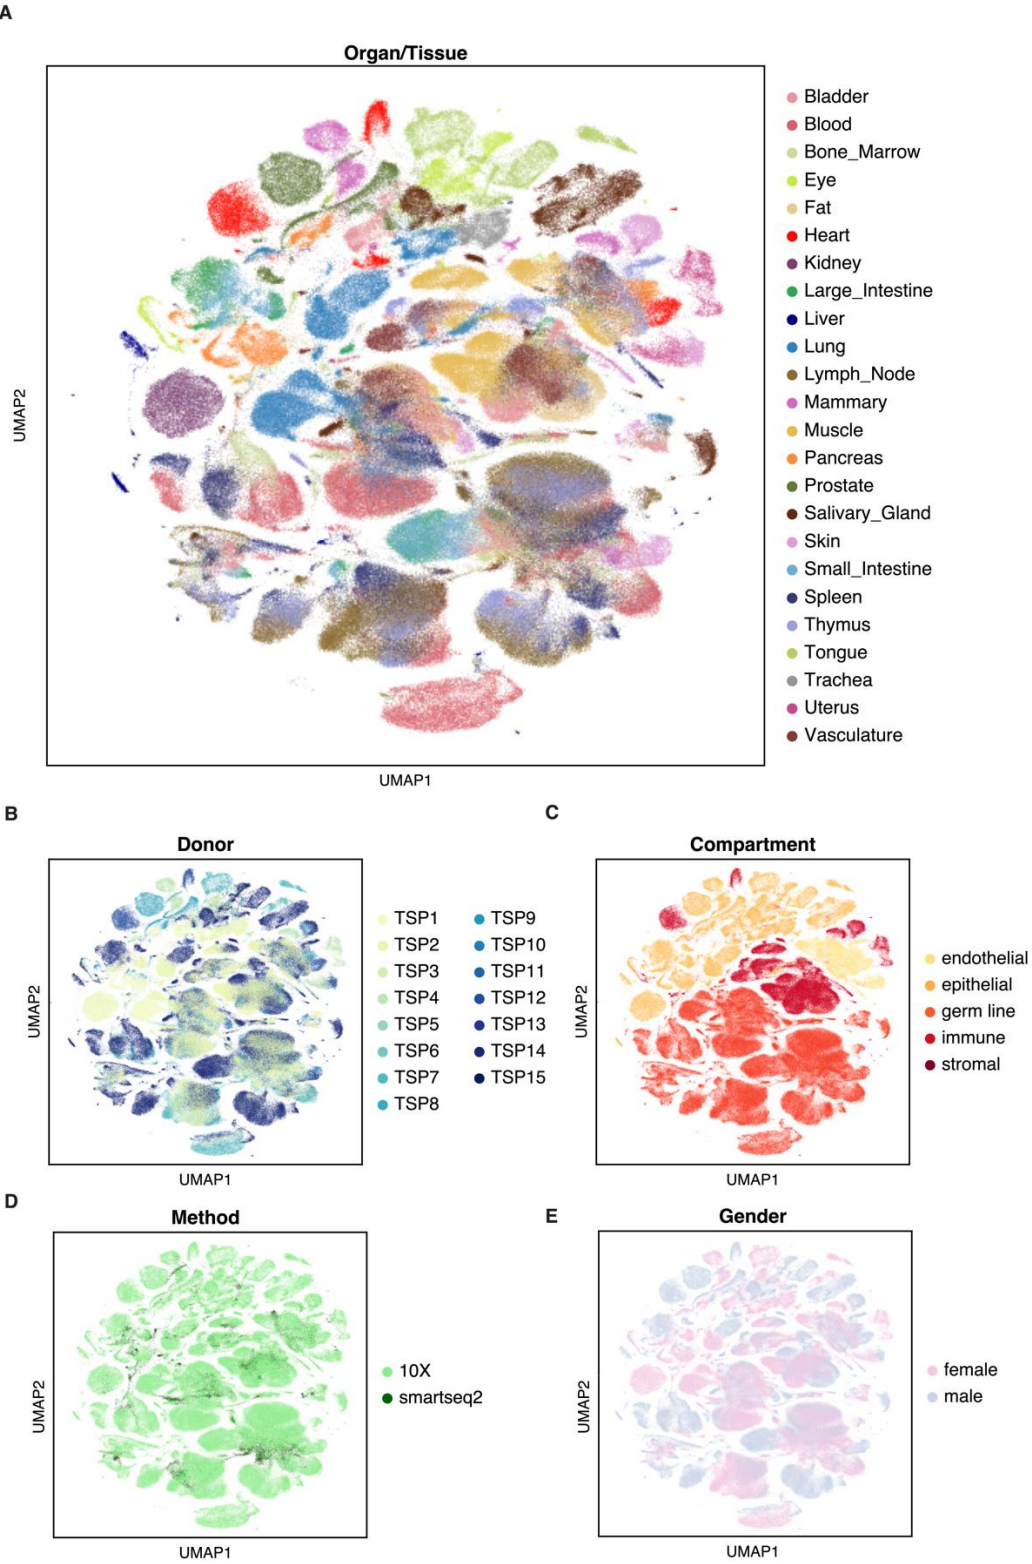 A
Organ/Tissue
Bladder
Blood
Bone_Marrow
Eye
Fat
Heart
Kidney
Large_Intestine
Liver
Lung
Lymph_Node
Mammary
Muscle
Pancreas
Prostate
Salivary_Gland
Skin
Small_Intestine
Spleen
Thymus
Tongue
Trachea
Uterus
Vasculature
UMAP2
UMAP1
B
Donor
TSP1
TSP2
TSP3
TSP4
TSP5
TSP6
TSP7
TSP8
TSP9
TSP10
TSP11
TSP12
TSP13
TSP14
TSP15
UMAP2
UMAP1
C
Compartment
endothelial
epithelial
germ line
immune
stromal
UMAP2
UMAP1
D
Method
10X
smartseq2
UMAP2
UMAP1
E
Gender
female
male
UMAP2
UMAP1